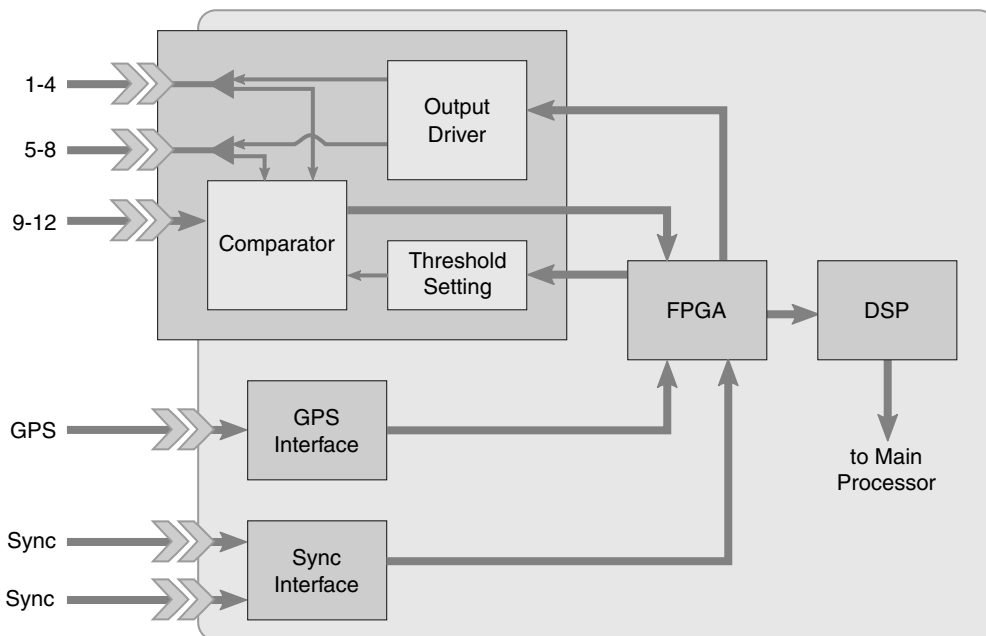 1-4
Output
Driver
5-8
9-12
Comparator
Threshold
Setting
FPGA
DSP
GPS
GPS
Interface
to Main
Processor
Sync
Sync
Interface
Sync